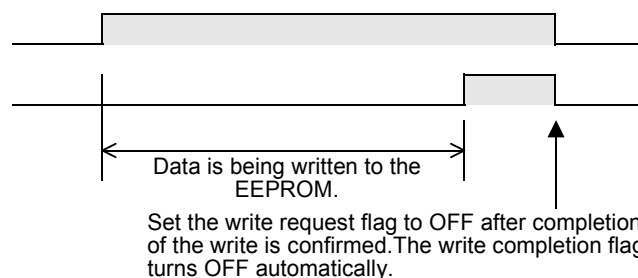 Data is being written to the
EEPROM.
Set the write request flag to OFF after completion
of the write is confirmed.The write completion flag
turns OFF automatically.